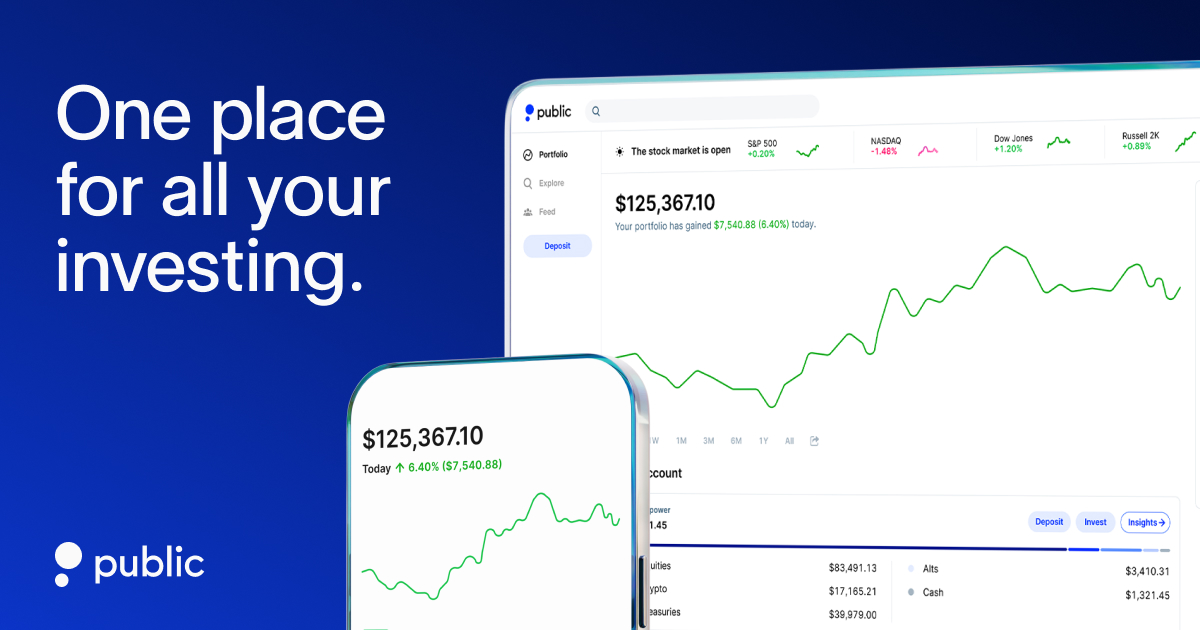 One place
for all your
investing.
public
public
The stock market is open
S&P 500
+0.20%
NASDAQ
-1.48%
Dow Jones
+1.20%
Russell 2K
+0.89%
Portfolio
Explore
Feed
Deposit
$125,367.10
Your portfolio has gained $7,540.88 (6.40%) today.
1M 3M 6M 1Y All
ccount
power
1.45
Deposit
Invest
Insights→
uities $83,491.13
ypto $17,165.21
easuries $39,979.00
Alts $3,410.31
Cash $1,321.45
$125,367.10
Today ↑ 6.40% ($7,540.88)